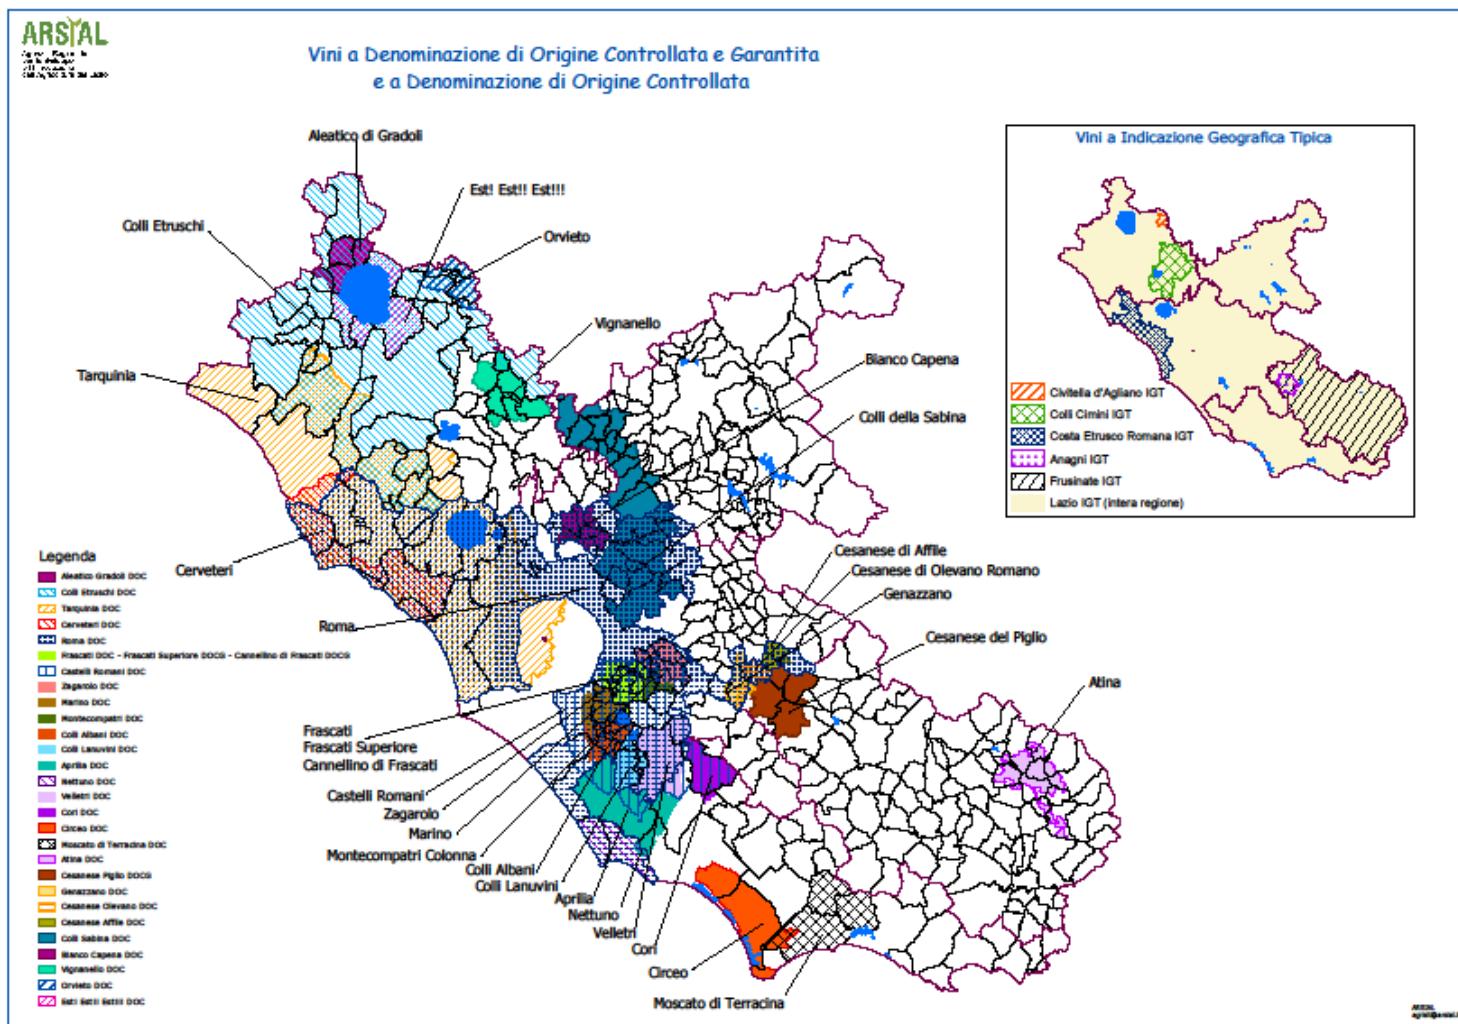 ARSIAL
Vini a Denominazione di Origine Controllata e Garantita
e a Denominazione di Origine Controllata
Aleatico di Gradoli
Est! Est!! Est!!!
Colli Etruschi
Orvieto
Vignanello
Bianco Capena
Tarquinia
Colli della Sabina
Cerveteri
Cesanese di Affile
Cesanese di Olevano Romano
Genazzano
Roma
Cesanese del Piglio
Atina
Frascati
Frascati Superiore
Cannellino di Frascati
Castelli Romani
Zagarolo
Marino
Montecompatri Colonna
Colli Albani
Colli Lanuvini
Aprilia
Nettuno
Velletri
Cori
Circeo
Moscato di Terracina
Vini a Indicazione Geografica Tipica
Civitella d'Agliano IGT
Colli Cimini IGT
Costa Etrusco Romana IGT
Anagni IGT
Frusinate IGT
Lazio IGT (intera regione)
Legenda
Aleatico Gradoli DOC
Colli Etruschi DOC
Tarquinia DOC
Cerveteri DOC
Roma DOC
Frascati DOC - Frascati Superiore DOCG - Cannellino di Frascati DOCG
Castelli Romani DOC
Zagarolo DOC
Marino DOC
Montecompatri DOC
Colli Albani DOC
Colli Lanuvini DOC
Aprilia DOC
Nettuno DOC
Velletri DOC
Cori DOC
Circeo DOC
Moscato di Terracina DOC
Atina DOC
Cesanese Piglio DOCG
Genazzano DOC
Cesanese Olevano DOC
Cesanese Affile DOC
Colli Sabina DOC
Bianco Capena DOC
Vignanello DOC
Orvieto DOC
Est! Est!! Est!!! DOC